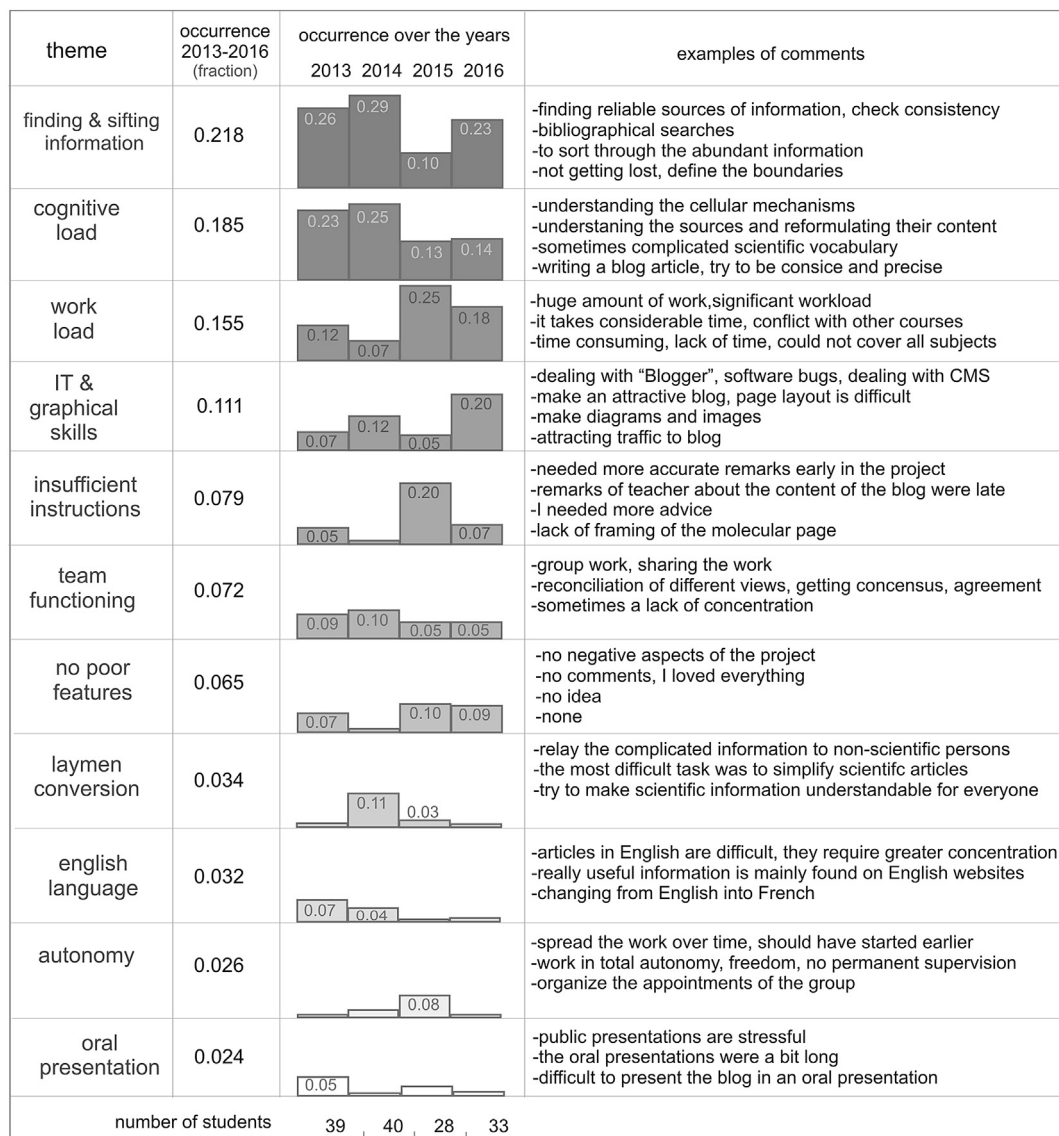 theme
occurrence
2013-2016
(fraction)
occurrence over the years
2013 2014 2015 2016
examples of comments
finding & sifting
information
0.218
0.26 0.29 0.10 0.23
-finding reliable sources of information, check consistency
-bibliographical searches
-to sort through the abundant information
-not getting lost, define the boundaries
cognitive
load
0.185
0.23 0.25 0.13 0.14
-understanding the cellular mechanisms
-understaning the sources and reformulating their content
-sometimes complicated scientific vocabulary
-writing a blog article, try to be consice and precise
work
load
0.155
0.12 0.07 0.25 0.18
-huge amount of work,significant workload
-it takes considerable time, conflict with other courses
-time consuming, lack of time, could not cover all subjects
IT &
graphical
skills
0.111
0.07 0.12 0.05 0.20
-dealing with “Blogger”, software bugs, dealing with CMS
-make an attractive blog, page layout is difficult
-make diagrams and images
-attracting traffic to blog
insufficient
instructions
0.079
0.05 0.20 0.07
-needed more accurate remarks early in the project
-remarks of teacher about the content of the blog were late
-I needed more advice
-lack of framing of the molecular page
team
functioning
0.072
0.09 0.10 0.05 0.05
-group work, sharing the work
-reconciliation of different views, getting concensus, agreement
-sometimes a lack of concentration
no poor
features
0.065
0.07 0.10 0.09
-no negative aspects of the project
-no comments, I loved everything
-no idea
-none
laymen
conversion
0.034
0.11 0.03
-relay the complicated information to non-scientific persons
-the most difficult task was to simplify scientifc articles
-try to make scientific information understandable for everyone
english
language
0.032
0.07 0.04
-articles in English are difficult, they require greater concentration
-really useful information is mainly found on English websites
-changing from English into French
autonomy
0.026
0.08
-spread the work over time, should have started earlier
-work in total autonomy, freedom, no permanent supervision
-organize the appointments of the group
oral
presentation
0.024
0.05
-public presentations are stressful
-the oral presentations were a bit long
-difficult to present the blog in an oral presentation
number of students 39 40 28 33